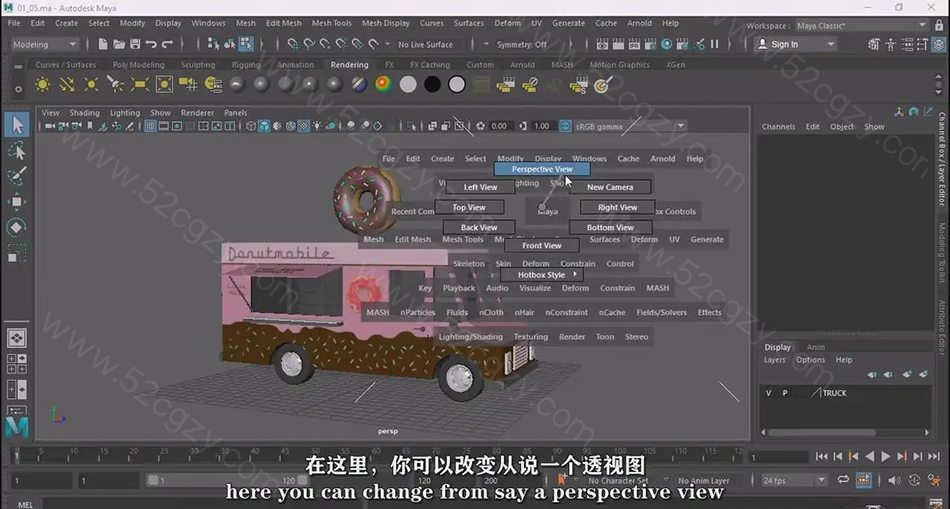 01_05.ma - Autodesk Maya
File Edit Create Select Modify Display Windows Mesh Edit Mesh Mesh Tools Mesh Display Curves Surfaces Deform UV Generate Cache Arnold Help
Workspace : Maya Classic*
Modeling No Live Surface Symmetry: Off Sign In
Curves / Surfaces Poly Modeling Sculpting Rigging Animation Rendering FX FX Caching Custom Arnold MASH Motion Graphics XGen
View Shading Lighting Show Renderer Panels
0.00 1.00 sRGB gamma
Channels Edit Object Show
Channel Box / Layer Editor
Modeling Toolkit
Attribute Editor
File Edit Create Select Modify Display Windows Cache Arnold Help
Perspective View
Left View New Camera
Top View Maya Right View
Recent Com
ox Controls
Back View Bottom View
Mesh Edit Mesh Mesh Tools
Surfaces Deform UV Generate
Front View
Skeleton Skin Deform Constrain Control
Hotbox Style
Key Playback Audio Visualize Deform Constrain MASH
MASH nParticles Fluids nCloth nHair nConstraint nCache Fields/Solvers Effects
Lighting/Shading Texturing Render Toon Stereo
Donutmobile
persp
Display Anim
Layers Options Help
V P TRUCK
1 1 1 120 120 200
No Character Set No Anim Layer 24 fps
MEL
在这里，你可以改变从说一个透视图
here you can change from say a perspective view
www.52cgzy.com